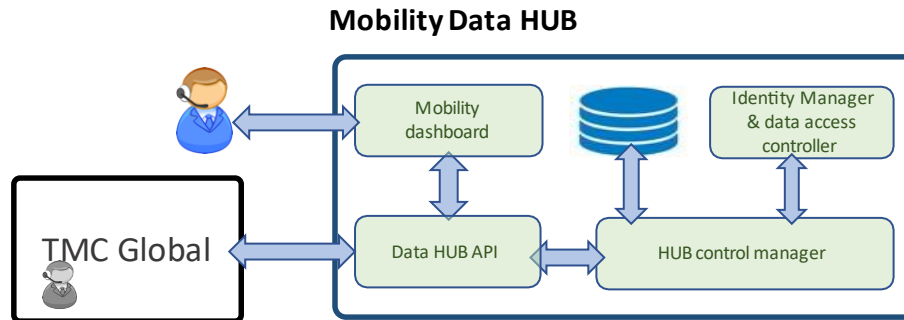 Mobility Data HUB
Mobility
dashboard
Identity Manager
& data access
controller
TMC Global
Data HUB API
HUB control manager